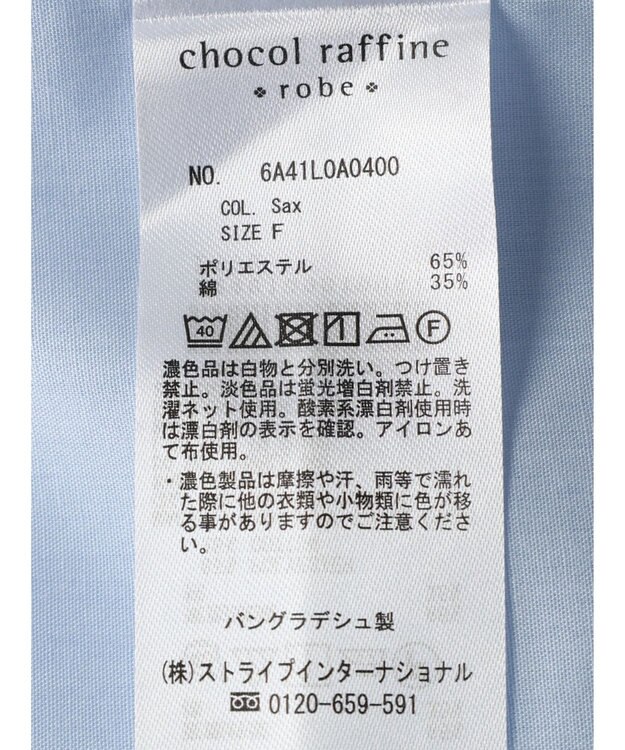 chocol raffine
robe
NO. 6A41L0A0400
COL. Sax
SIZE F
ポリエステル 65%
綿 35%
40 F
濃色品は白物と分別洗い。つけ置き
禁止。淡色品は蛍光増白剤禁止。洗
濯ネット使用。酸素系漂白剤使用時
は漂白剤の表示を確認。アイロンあ
て布使用。
・濃色製品は摩擦や汗、雨等で濡れ
た際に他の衣類や小物類に色が移
る事がありますのでご注意くださ
い。
バングラデシュ製
(株)ストライプインターナショナル
0120-659-591